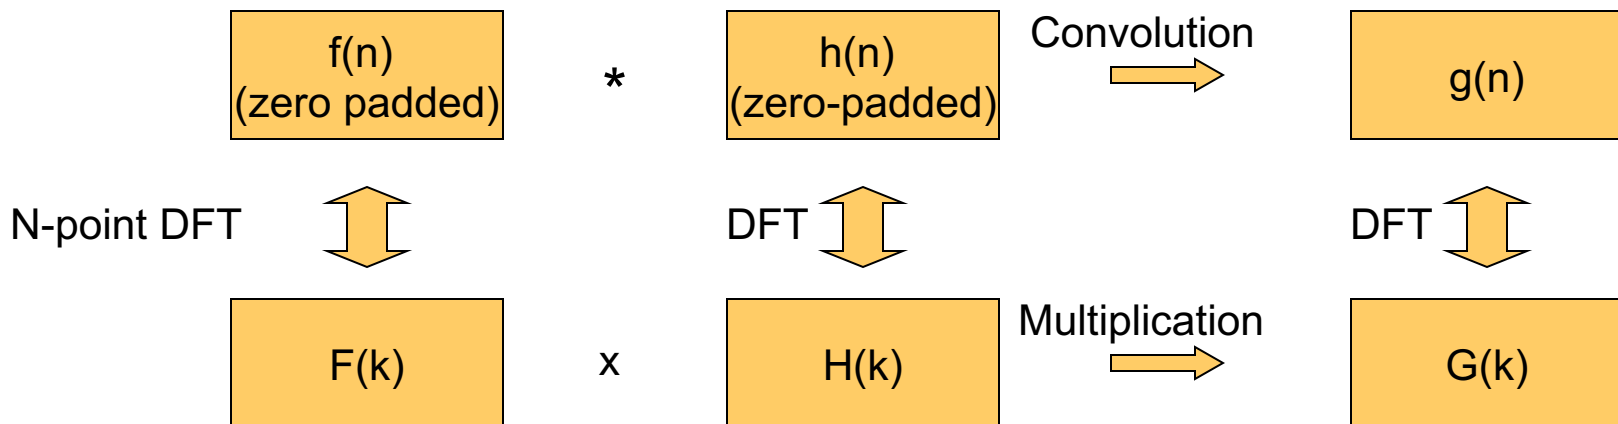 f(n)
(zero padded)
*
h(n)
(zero-padded)
Convolution
g(n)
N-point DFT
DFT
DFT
F(k)
x
H(k)
Multiplication
G(k)